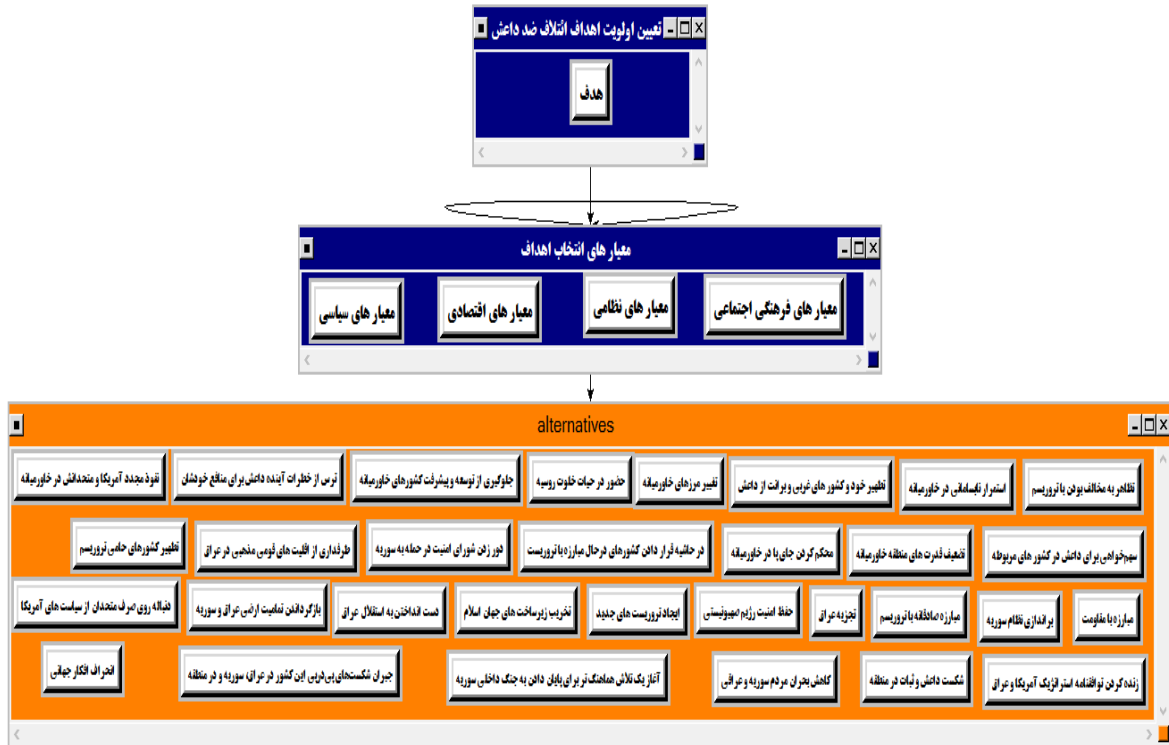 تعیین اولویت اهداف ائتلاف ضد داعش
هدف
معیار های انتخاب اهداف
معیار های فرهنگی اجتماعی
معیار های نظامی
معیار های اقتصادی
معیار های سیاسی
alternatives
تظاهر به مخالف بودن با تروریسم
استمرار نابسامانی در خاورمیانه
تطهیر خود و کشور های غربی و برائت از داعش
تغییر مرزهای خاورمیانه
حضور در حیات خلوت روسیه
جلوگیری از توسعه و پیشرفت کشورهای خاورمیانه
ترس از خطرات آینده داعش برای منافع خودشان
نفوذ مجدد آمریکا و متحدانش در خاورمیانه
سهم‌خواهی برای داعش در کشور های مربوطه
تضعیف قدرت های منطقه خاورمیانه
محکم کردن جای پا در خاورمیانه
در حاشیه قرار دادن کشورهای درحال مبارزه با تروریست
دور زدن شورای امنیت در حمله به سوریه
طرفداری از اقلیت های قومی مذهبی در عراق
تطهیر کشورهای حامی تروریسم
مبارزه با مقاومت
براندازی نظام سوریه
مبارزه صادقانه با تروریسم
تجزیه عراق
حفظ امنیت رژیم صهیونیستی
ایجاد تروریست های جدید
تخریب زیرساخت های جهان اسلام
دست انداختن به استقلال عراق
بازگرداندن تمامیت ارضی عراق و سوریه
دنباله روی صرف متحدان از سیاست های آمریکا
زنده کردن توافقنامه استراتژیک آمریکا و عراق
شکست داعش و ثبات در منطقه
کاهش بحران مردم سوریه و عراقی
آغاز یک تلاش هماهنگ‌تر برای پایان دادن به جنگ داخلی سوریه
جبران شکست‌های پی‌درپی این کشور در عراق، سوریه و در منطقه
انحراف افکار جهانی